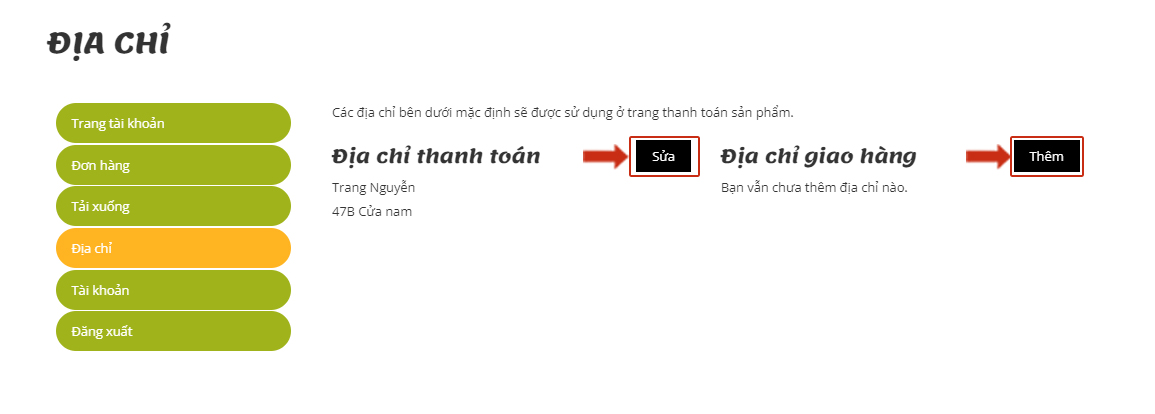 ĐỊA CHỈ
Trang tài khoản
Đơn hàng
Tải xuống
Địa chỉ
Tài khoản
Đăng xuất
Các địa chỉ bên dưới mặc định sẽ được sử dụng ở trang thanh toán sản phẩm.
Địa chỉ thanh toán
Sửa
Trang Nguyễn
47B Cửa nam
Địa chỉ giao hàng
Thêm
Bạn vẫn chưa thêm địa chỉ nào.